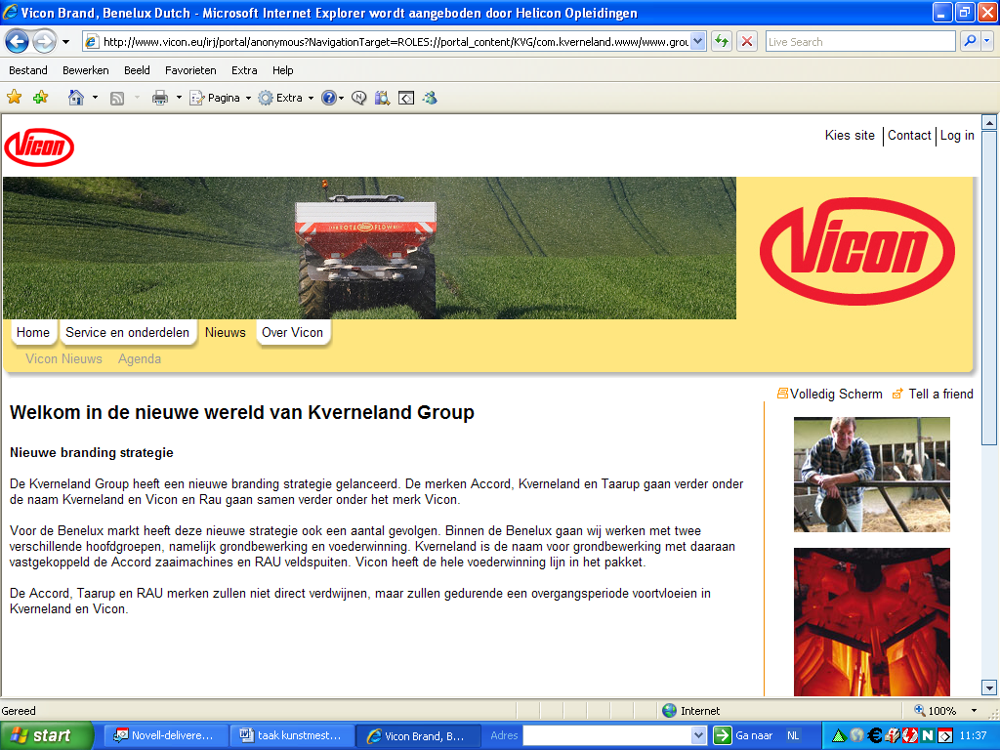 Vicon Brand, Benelux Dutch - Microsoft Internet Explorer wordt aangeboden door Helicon Opleidingen
http://www.vicon.eu/irj/portal/anonymous?NavigationTarget=ROLES://portal_content/KVG/com.kverneland.www/www.grou
Live Search
Bestand Bewerken Beeld Favorieten Extra Help
Pagina Extra
Vicon
Kies site Contact Log in
ROTA FLOW
Vicon
Home Service en onderdelen Nieuws Over Vicon
Vicon Nieuws Agenda
Volledig Scherm Tell a friend
Welkom in de nieuwe wereld van Kverneland Group
Nieuwe branding strategie
De Kverneland Group heeft een nieuwe branding strategie gelanceerd. De merken Accord, Kverneland en Taarup gaan verder onder
de naam Kverneland en Vicon en Rau gaan samen verder onder het merk Vicon.
Voor de Benelux markt heeft deze nieuwe strategie ook een aantal gevolgen. Binnen de Benelux gaan wij werken met twee
verschillende hoofdgroepen, namelijk grondbewerking en voederwinning. Kverneland is de naam voor grondbewerking met daaraan
vastgekoppeld de Accord zaaimachines en RAU veldspuiten. Vicon heeft de hele voederwinning lijn in het pakket.
De Accord, Taarup en RAU merken zullen niet direct verdwijnen, maar zullen gedurende een overgangsperiode voortvloeien in
Kverneland en Vicon.
Gereed Internet 100%
start Novell-delivere... taak kunstmest... Vicon Brand, B... Adres Ga naar NL 11:37